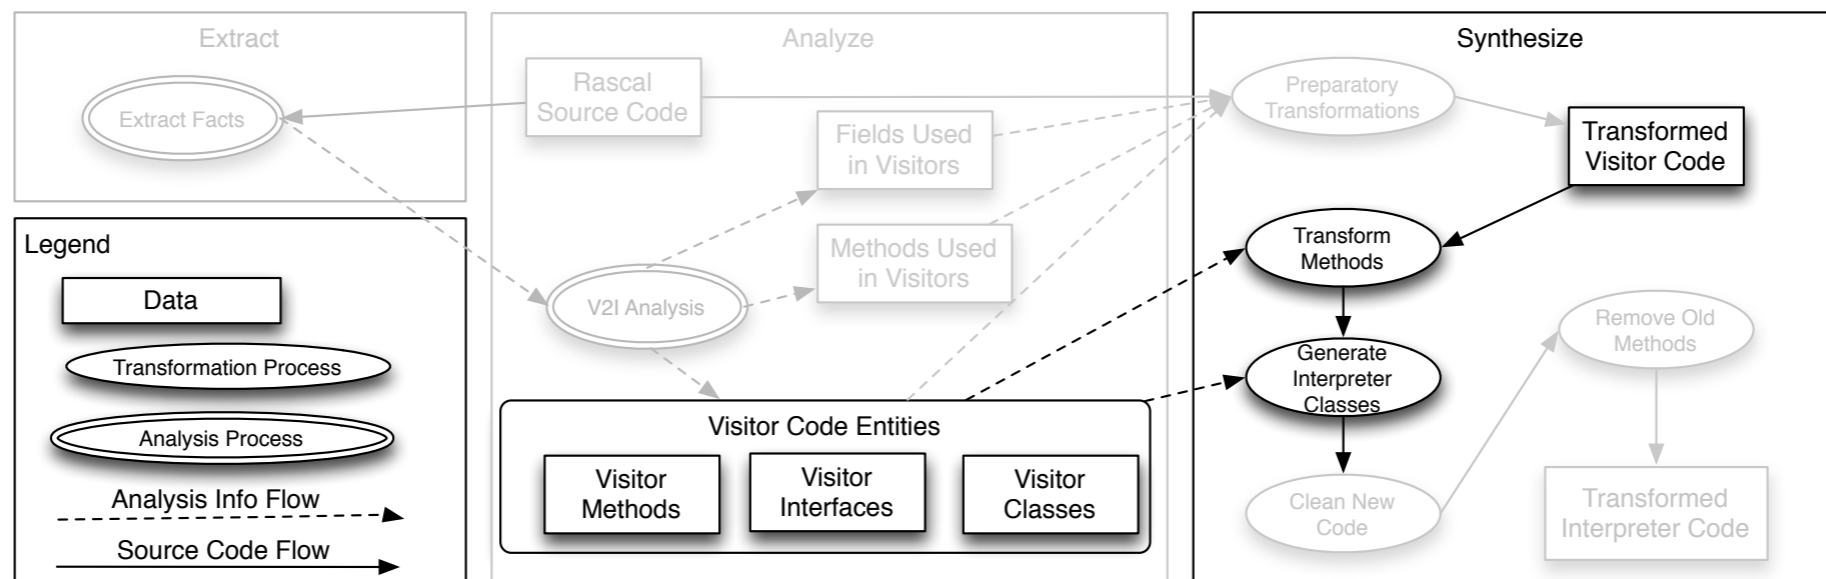 Extract
Extract Facts
Legend
Data
Transformation Process
Analysis Process
Analysis Info Flow
Source Code Flow
Analyze
Rascal
Source Code
Fields Used
in Visitors
Methods Used
in Visitors
V2I Analysis
Visitor Code Entities
Visitor
Methods
Visitor
Interfaces
Visitor
Classes
Synthesize
Preparatory
Transformations
Transformed
Visitor Code
Transform
Methods
Generate
Interpreter
Classes
Remove Old
Methods
Clean New
Code
Transformed
Interpreter Code